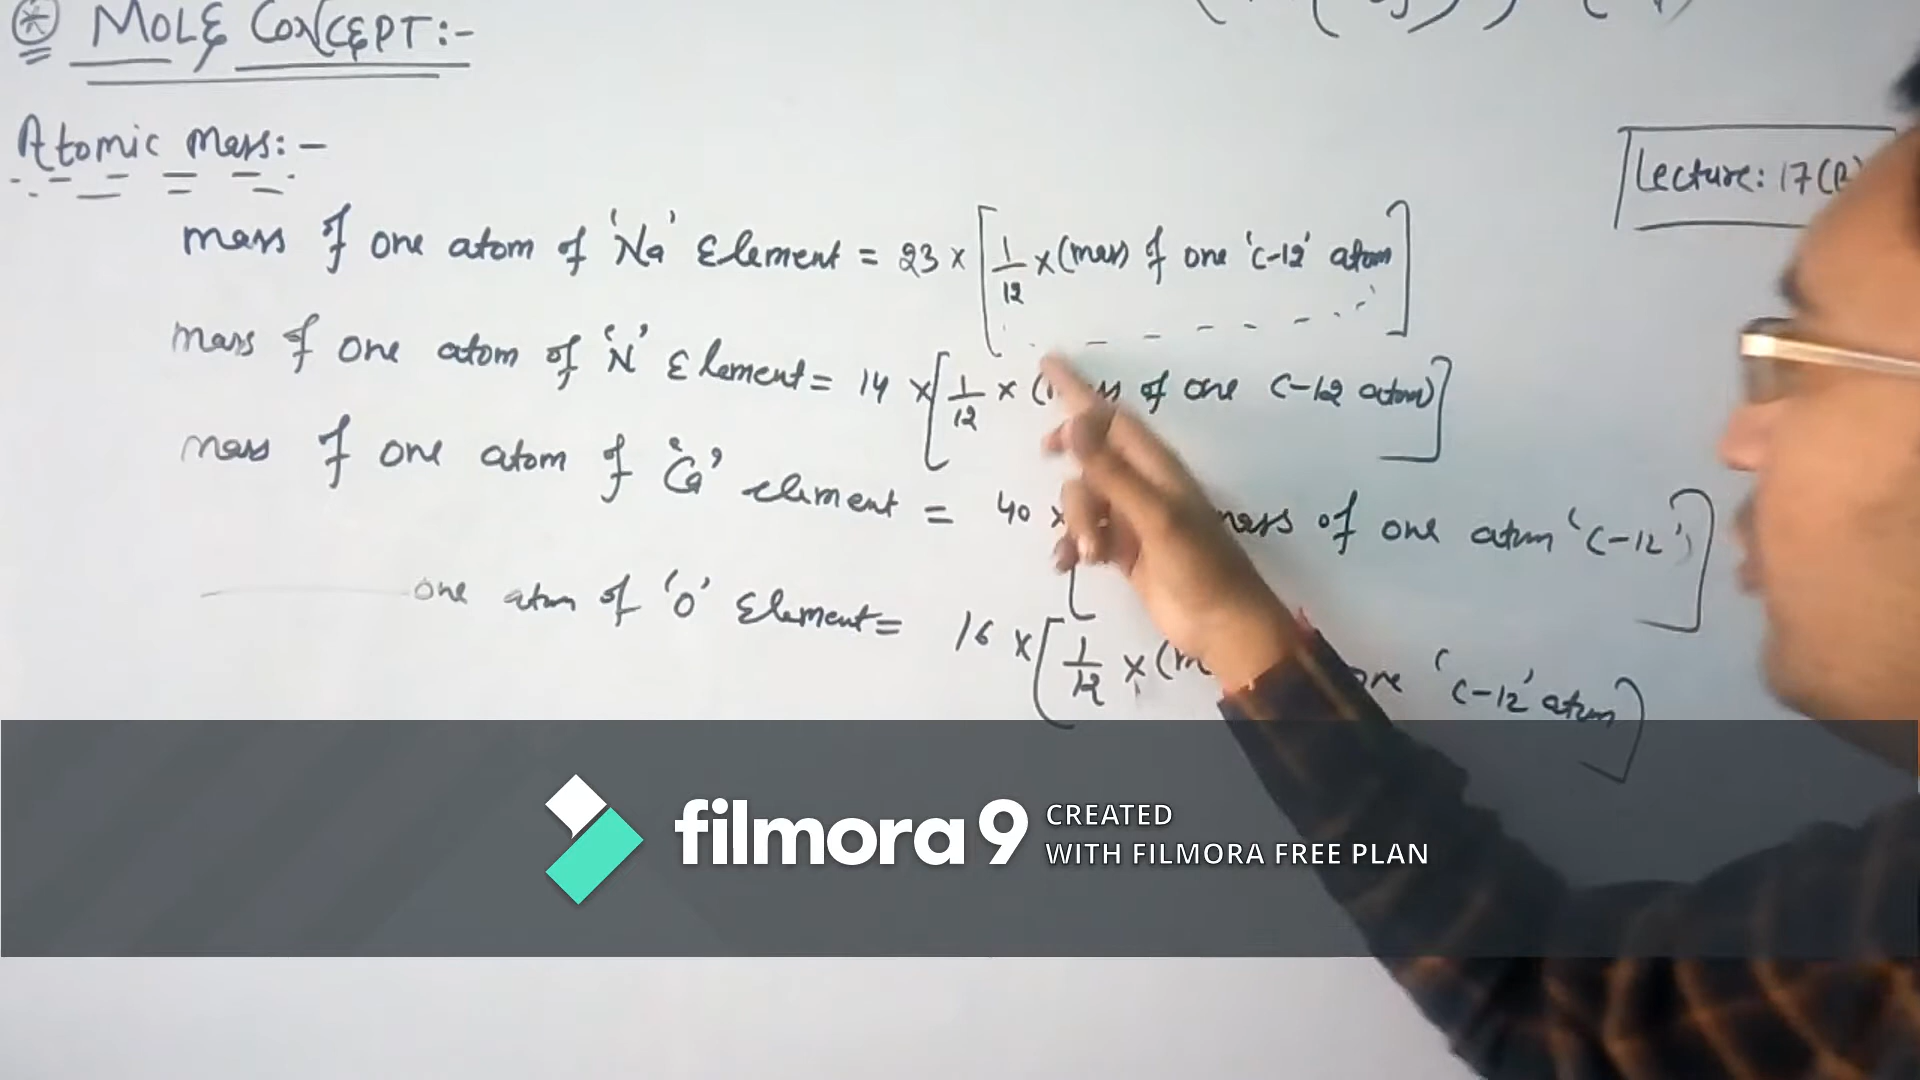 * MOLE CONCEPT:-
Atomic Mass:-
Lecture: 17(
mass of one atom of 'Na' Element = 23 × [1/12 × (mass of one 'C-12' atom]
mass of one atom of 'N' Element = 14 × [1/12 × ( of one C-12 atom)]
mass of one atom of 'Ca' element = 40 × [ mass of one atom 'C-12')]
one atom of 'O' Element = 16 × [1/12 × (m one 'C-12' atom]
filmora9 CREATED
WITH FILMORA FREE PLAN